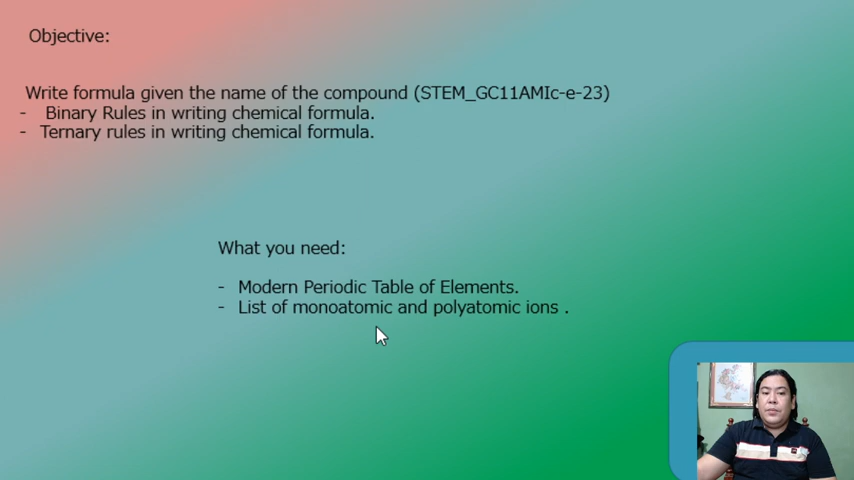 Objective:
Write formula given the name of the compound (STEM_GC11AMIc-e-23)
- Binary Rules in writing chemical formula.
- Ternary rules in writing chemical formula.
What you need:
- Modern Periodic Table of Elements.
- List of monoatomic and polyatomic ions .